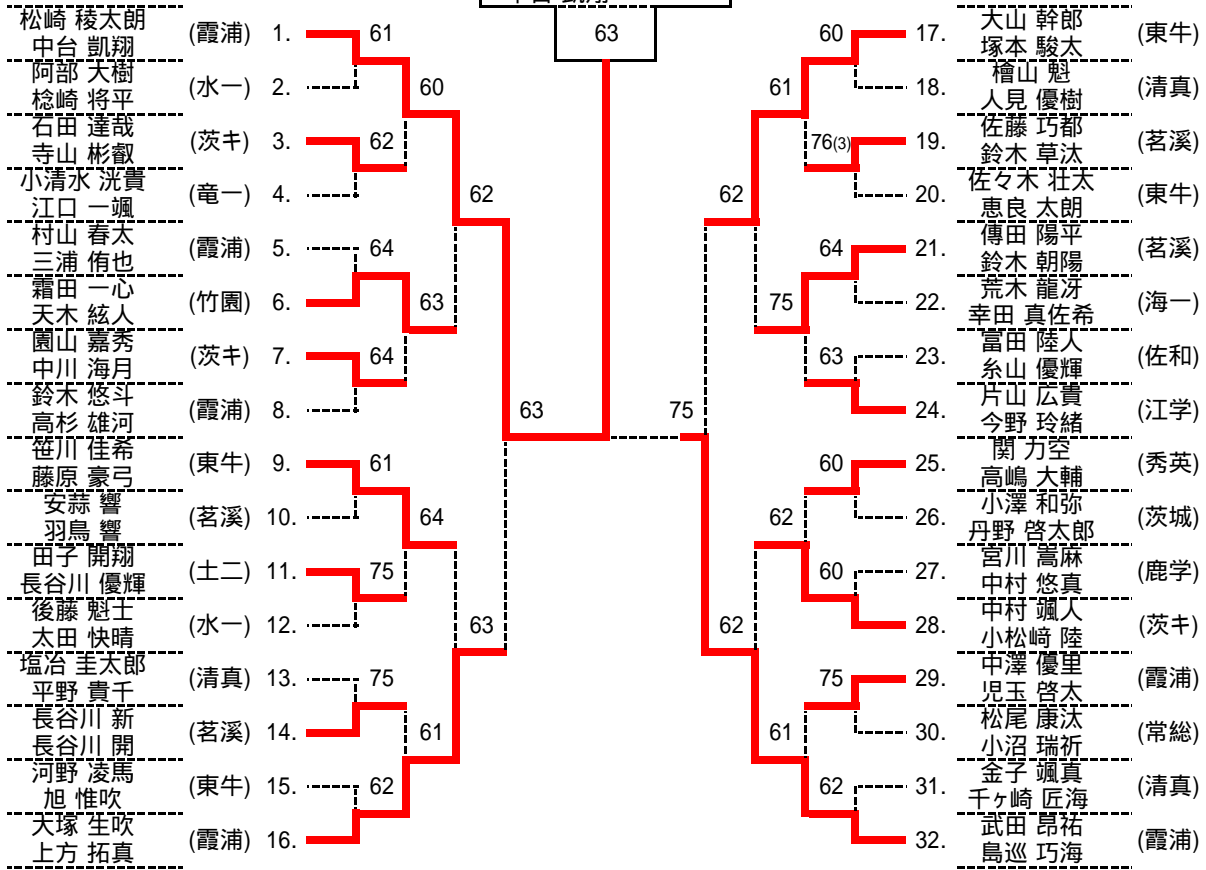 松崎 稜太朗
中台 凱翔
(霞浦) 1.
阿部 大樹
棯崎 将平
(水一) 2.
石田 達哉
寺山 彬叡
(茨キ) 3.
小清水 洸貴
江口 一颯
(竜一) 4.
村山 春太
三浦 侑也
(霞浦) 5.
霜田 一心
天木 絃人
(竹園) 6.
園山 嘉秀
中川 海月
(茨キ) 7.
鈴木 悠斗
高杉 雄河
(霞浦) 8.
笹川 佳希
藤原 豪弓
(東牛) 9.
安蒜 響
羽鳥 響
(茗溪) 10.
田子 開翔
長谷川 優輝
(土二) 11.
後藤 魁士
太田 快晴
(水一) 12.
塩冶 圭太郎
平野 貴千
(清真) 13.
長谷川 新
長谷川 開
(茗溪) 14.
河野 凌馬
旭 惟吹
(東牛) 15.
大塚 生吹
上方 拓真
(霞浦) 16.
61
62
64
64
61
75
75
62
60
63
64
61
62
63
63
63
75
62
62
61
75
62
61
60
76(3)
64
63
60
60
75
62
17. 大山 幹郎
塚本 駿太
(東牛)
18. 檜山 魁
人見 優樹
(清真)
19. 佐藤 巧都
鈴木 草汰
(茗溪)
20. 佐々木 壮太
恵良 太朗
(東牛)
21. 傳田 陽平
鈴木 朝陽
(茗溪)
22. 荒木 龍冴
幸田 真佐希
(海一)
23. 富田 陸人
糸山 優輝
(佐和)
24. 片山 広貴
今野 玲緒
(江学)
25. 関 力空
高嶋 大輔
(秀英)
26. 小澤 和弥
丹野 啓太郎
(茨城)
27. 宮川 嵩麻
中村 悠真
(鹿学)
28. 中村 颯人
小松﨑 陸
(茨キ)
29. 中澤 優里
児玉 啓太
(霞浦)
30. 松尾 康汰
小沼 瑞祈
(常総)
31. 金子 颯真
千ヶ崎 匠海
(清真)
32. 武田 昂祐
島巡 巧海
(霞浦)